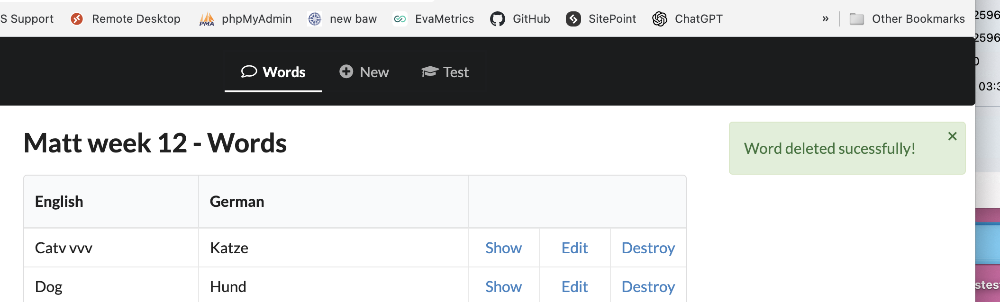 S Support Remote Desktop PMA phpMyAdmin new baw EvaMetrics GitHub SitePoint ChatGPT » Other Bookmarks
2596
2596
0
03:3
Words New Test
Matt week 12 - Words
Word deleted sucessfully!
English German
Catv vvv Katze Show Edit Destroy
Dog Hund Show Edit Destroy
stest